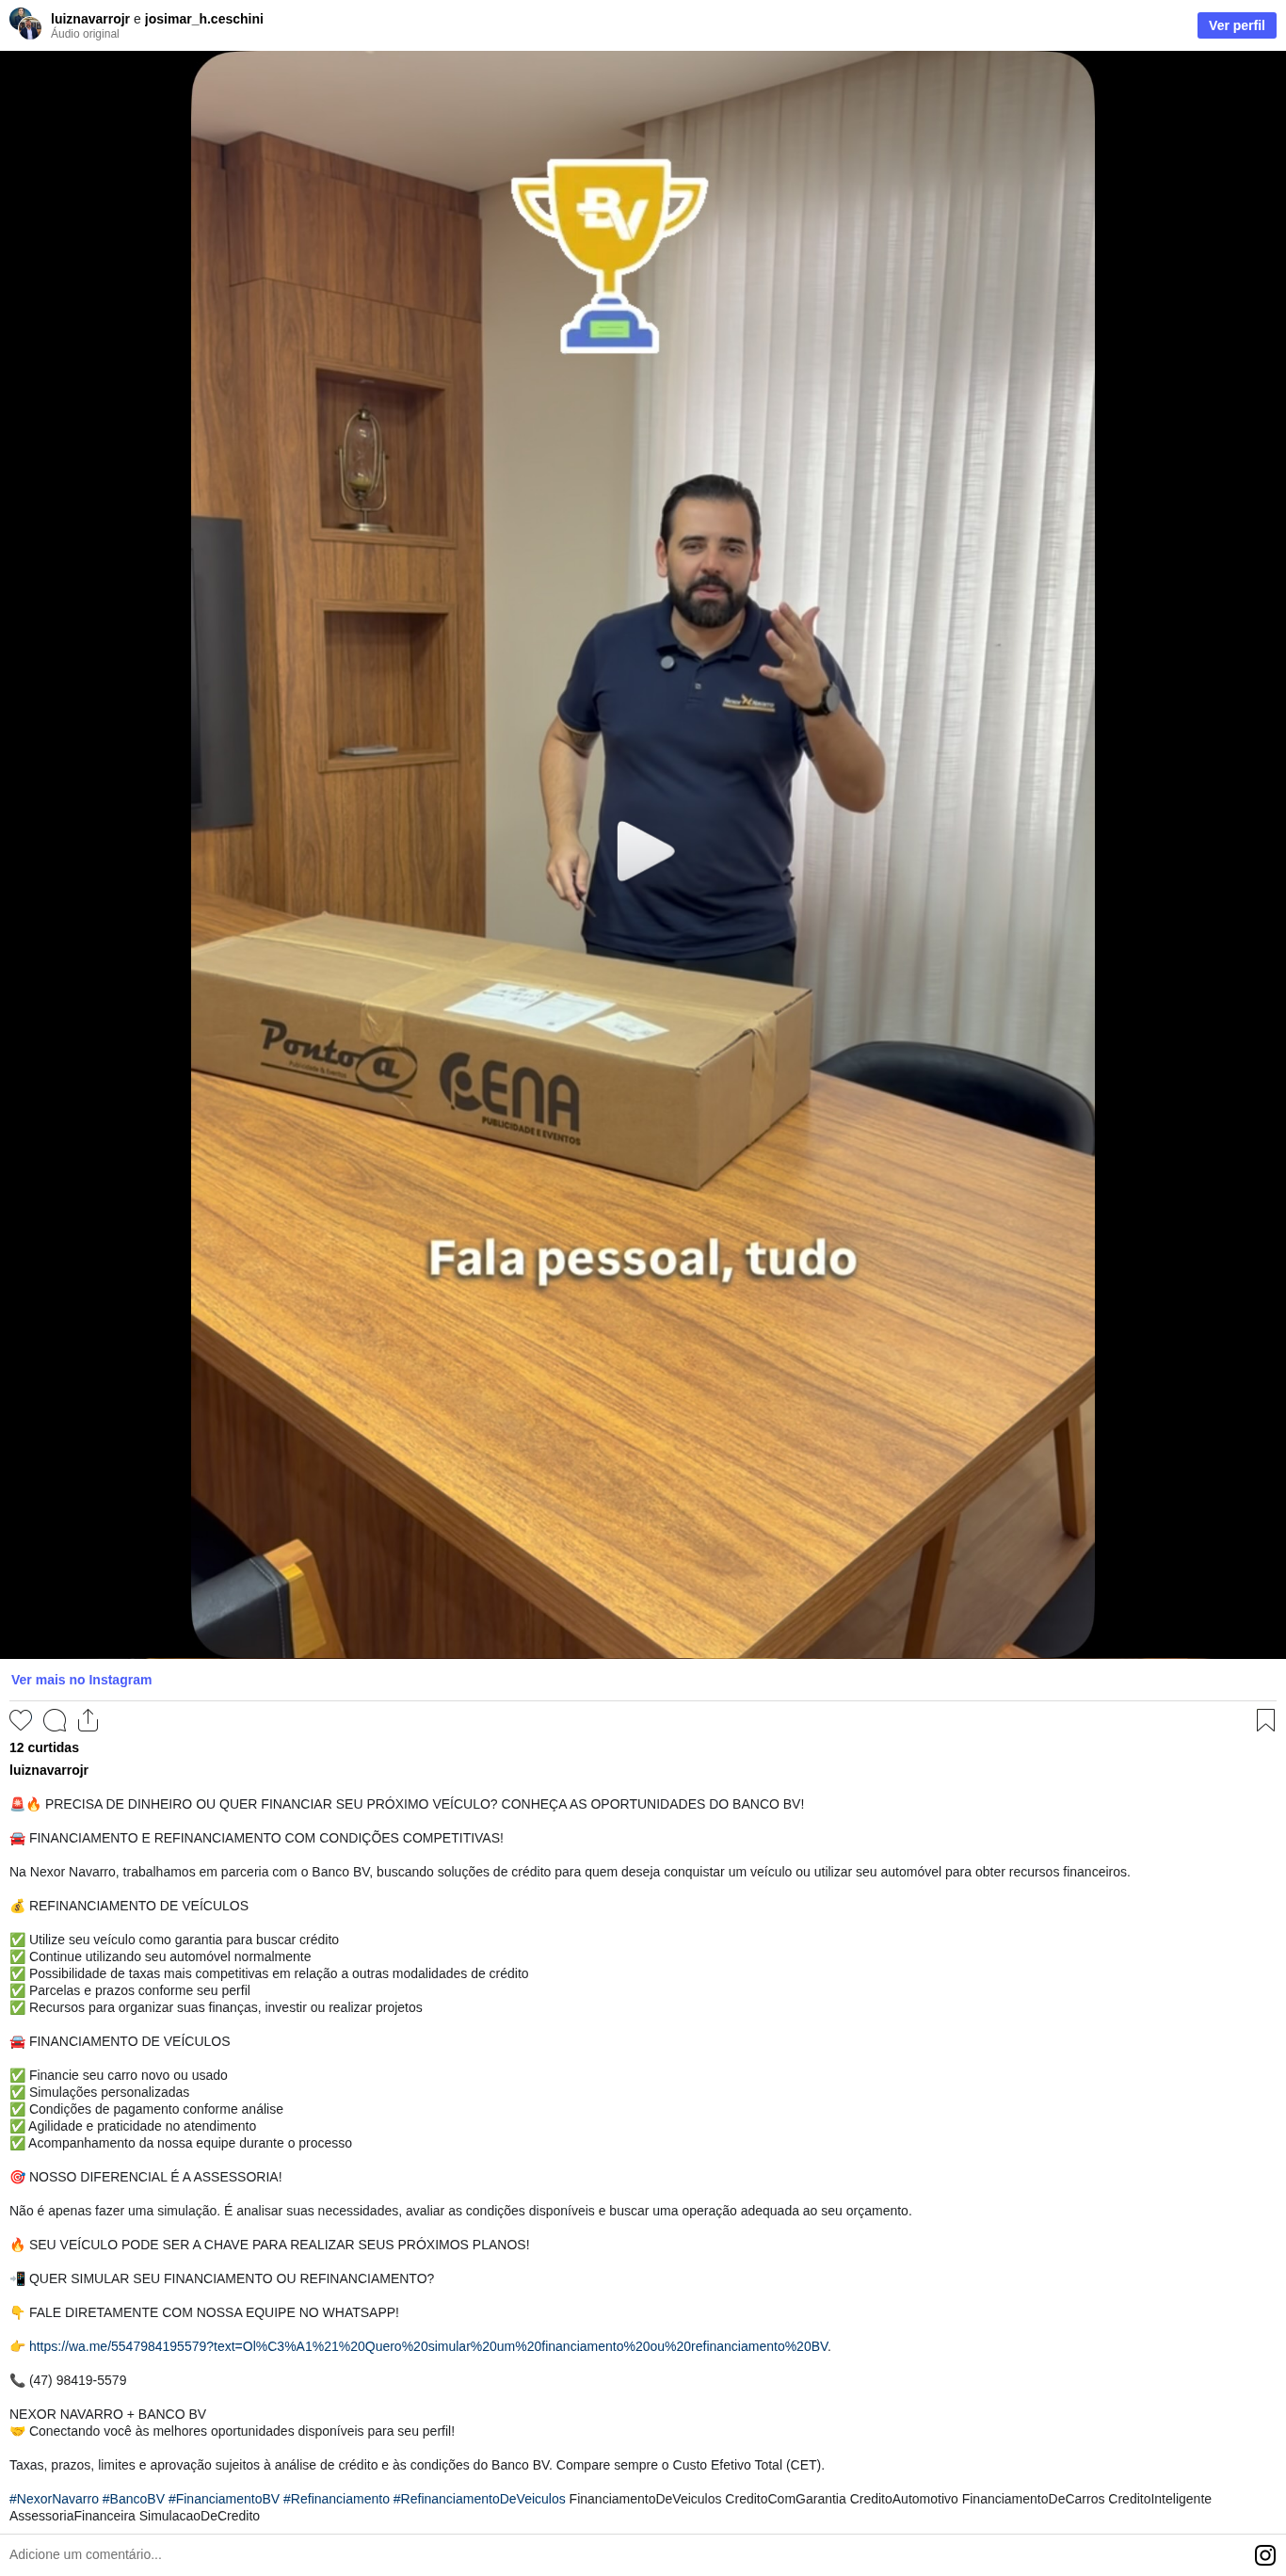 luiznavarrojr e josimar_h.ceschini
Áudio original
Ver perfil
BV
Ponto @
Publicidade & Eventos
CENA
PUBLICIDADE E EVENTOS
Fala pessoal, tudo
Ver mais no Instagram
12 curtidas
luiznavarrojr
🚨🔥 PRECISA DE DINHEIRO OU QUER FINANCIAR SEU PRÓXIMO VEÍCULO? CONHEÇA AS OPORTUNIDADES DO BANCO BV!
🚘 FINANCIAMENTO E REFINANCIAMENTO COM CONDIÇÕES COMPETITIVAS!
Na Nexor Navarro, trabalhamos em parceria com o Banco BV, buscando soluções de crédito para quem deseja conquistar um veículo ou utilizar seu automóvel para obter recursos financeiros.
💰 REFINANCIAMENTO DE VEÍCULOS
✅ Utilize seu veículo como garantia para buscar crédito
✅ Continue utilizando seu automóvel normalmente
✅ Possibilidade de taxas mais competitivas em relação a outras modalidades de crédito
✅ Parcelas e prazos conforme seu perfil
✅ Recursos para organizar suas finanças, investir ou realizar projetos
🚘 FINANCIAMENTO DE VEÍCULOS
✅ Financie seu carro novo ou usado
✅ Simulações personalizadas
✅ Condições de pagamento conforme análise
✅ Agilidade e praticidade no atendimento
✅ Acompanhamento da nossa equipe durante o processo
🎯 NOSSO DIFERENCIAL É A ASSESSORIA!
Não é apenas fazer uma simulação. É analisar suas necessidades, avaliar as condições disponíveis e buscar uma operação adequada ao seu orçamento.
🔥 SEU VEÍCULO PODE SER A CHAVE PARA REALIZAR SEUS PRÓXIMOS PLANOS!
📲 QUER SIMULAR SEU FINANCIAMENTO OU REFINANCIAMENTO?
👇 FALE DIRETAMENTE COM NOSSA EQUIPE NO WHATSAPP!
👉 https://wa.me/5547984195579?text=Ol%C3%A1%21%20Quero%20simular%20um%20financiamento%20ou%20refinanciamento%20BV.
📞 (47) 98419-5579
NEXOR NAVARRO + BANCO BV
🤝 Conectando você às melhores oportunidades disponíveis para seu perfil!
Taxas, prazos, limites e aprovação sujeitos à análise de crédito e às condições do Banco BV. Compare sempre o Custo Efetivo Total (CET).
#NexorNavarro #BancoBV #FinanciamentoBV #Refinanciamento #RefinanciamentoDeVeiculos FinanciamentoDeVeiculos CreditoComGarantia CreditoAutomotivo FinanciamentoDeCarros CreditoInteligente
AssessoriaFinanceira SimulacaoDeCredito
Adicione um comentário...